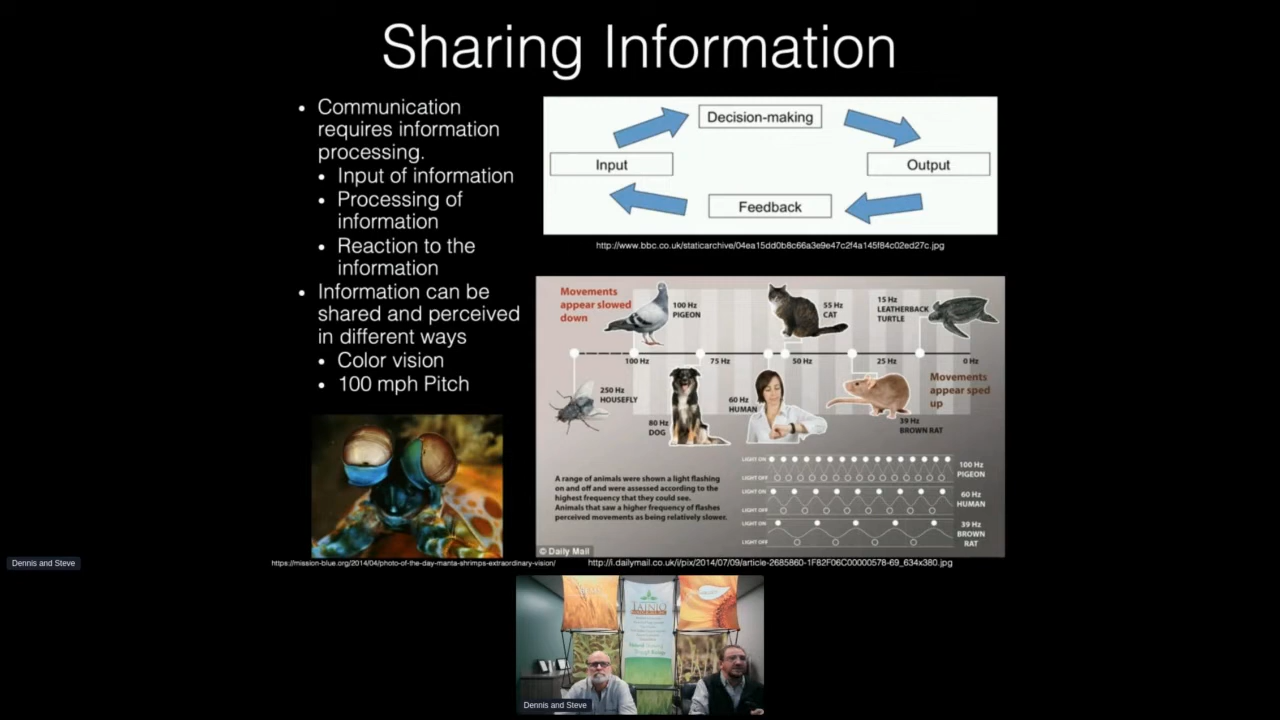 Sharing Information
• Communication
requires information
processing.
• Input of information
• Processing of
information
• Reaction to the
information
• Information can be
shared and perceived
in different ways
• Color vision
• 100 mph Pitch
Decision-making
Input
Output
Feedback
http://www.bbc.co.uk/staticarchive/04ea15dd0b8c66a3e9e47c2f4a145f84c02ed27c.jpg
Movements
appear slowed
down
100 Hz
PIGEON
55 Hz
CAT
15 Hz
LEATHERBACK
TURTLE
100 Hz
75 Hz
50 Hz
25 Hz
0 Hz
250 Hz
HOUSEFLY
80 Hz
DOG
60 Hz
HUMAN
39 Hz
BROWN RAT
Movements
appear sped
up
A range of animals were shown a light flashing
on and off and were assessed according to the
highest frequency that they could see.
Animals that saw a higher frequency of flashes
perceived movements as being relatively slower.
LIGHT ON
LIGHT OFF
100 Hz
PIGEON
LIGHT ON
LIGHT OFF
60 Hz
HUMAN
LIGHT ON
LIGHT OFF
39 Hz
BROWN
RAT
© Daily Mail
https://mission-blue.org/2014/04/photo-of-the-day-manta-shrimps-extraordinary-vision/
http://i.dailymail.co.uk/i/pix/2014/07/09/article-2685860-1F82F06C00000578-69_634x380.jpg
Dennis and Steve
TAINIO
Dennis and Steve